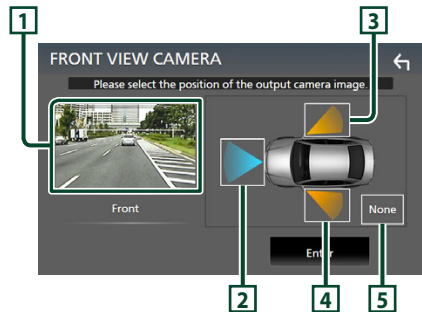 1
3
FRONT VIEW CAMERA
Please select the position of the output camera image.
Front
None
Enter
2
4
5